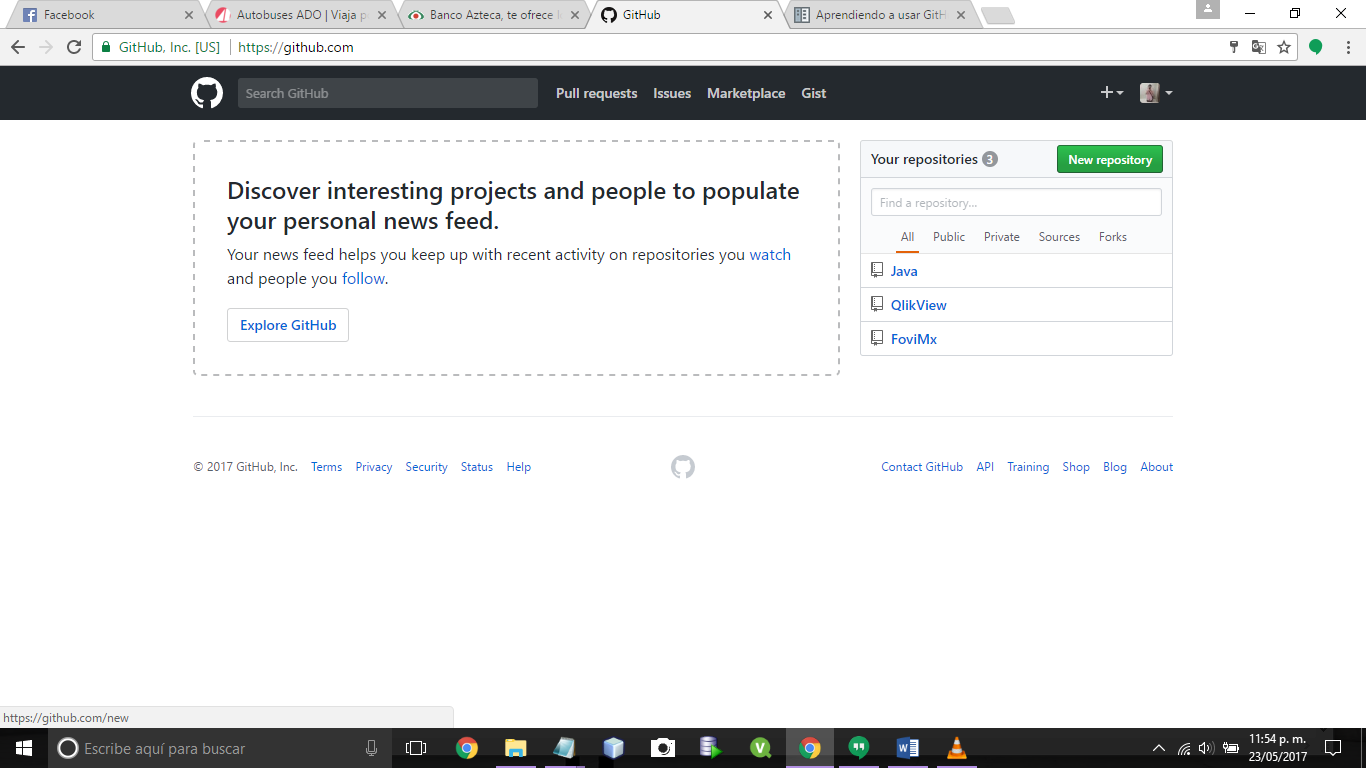 Facebook
Autobuses ADO | Viaja p
Banco Azteca, te ofrece l
GitHub
Aprendiendo a usar GitH
GitHub, Inc. [US] https://github.com
Search GitHub
Pull requests Issues Marketplace Gist
Discover interesting projects and people to populate
your personal news feed.
Your news feed helps you keep up with recent activity on repositories you watch
and people you follow.
Explore GitHub
Your repositories 3
New repository
Find a repository...
All Public Private Sources Forks
Java
QlikView
FoviMx
© 2017 GitHub, Inc. Terms Privacy Security Status Help
Contact GitHub API Training Shop Blog About
https://github.com/new
Escribe aquí para buscar
11:54 p. m.
23/05/2017